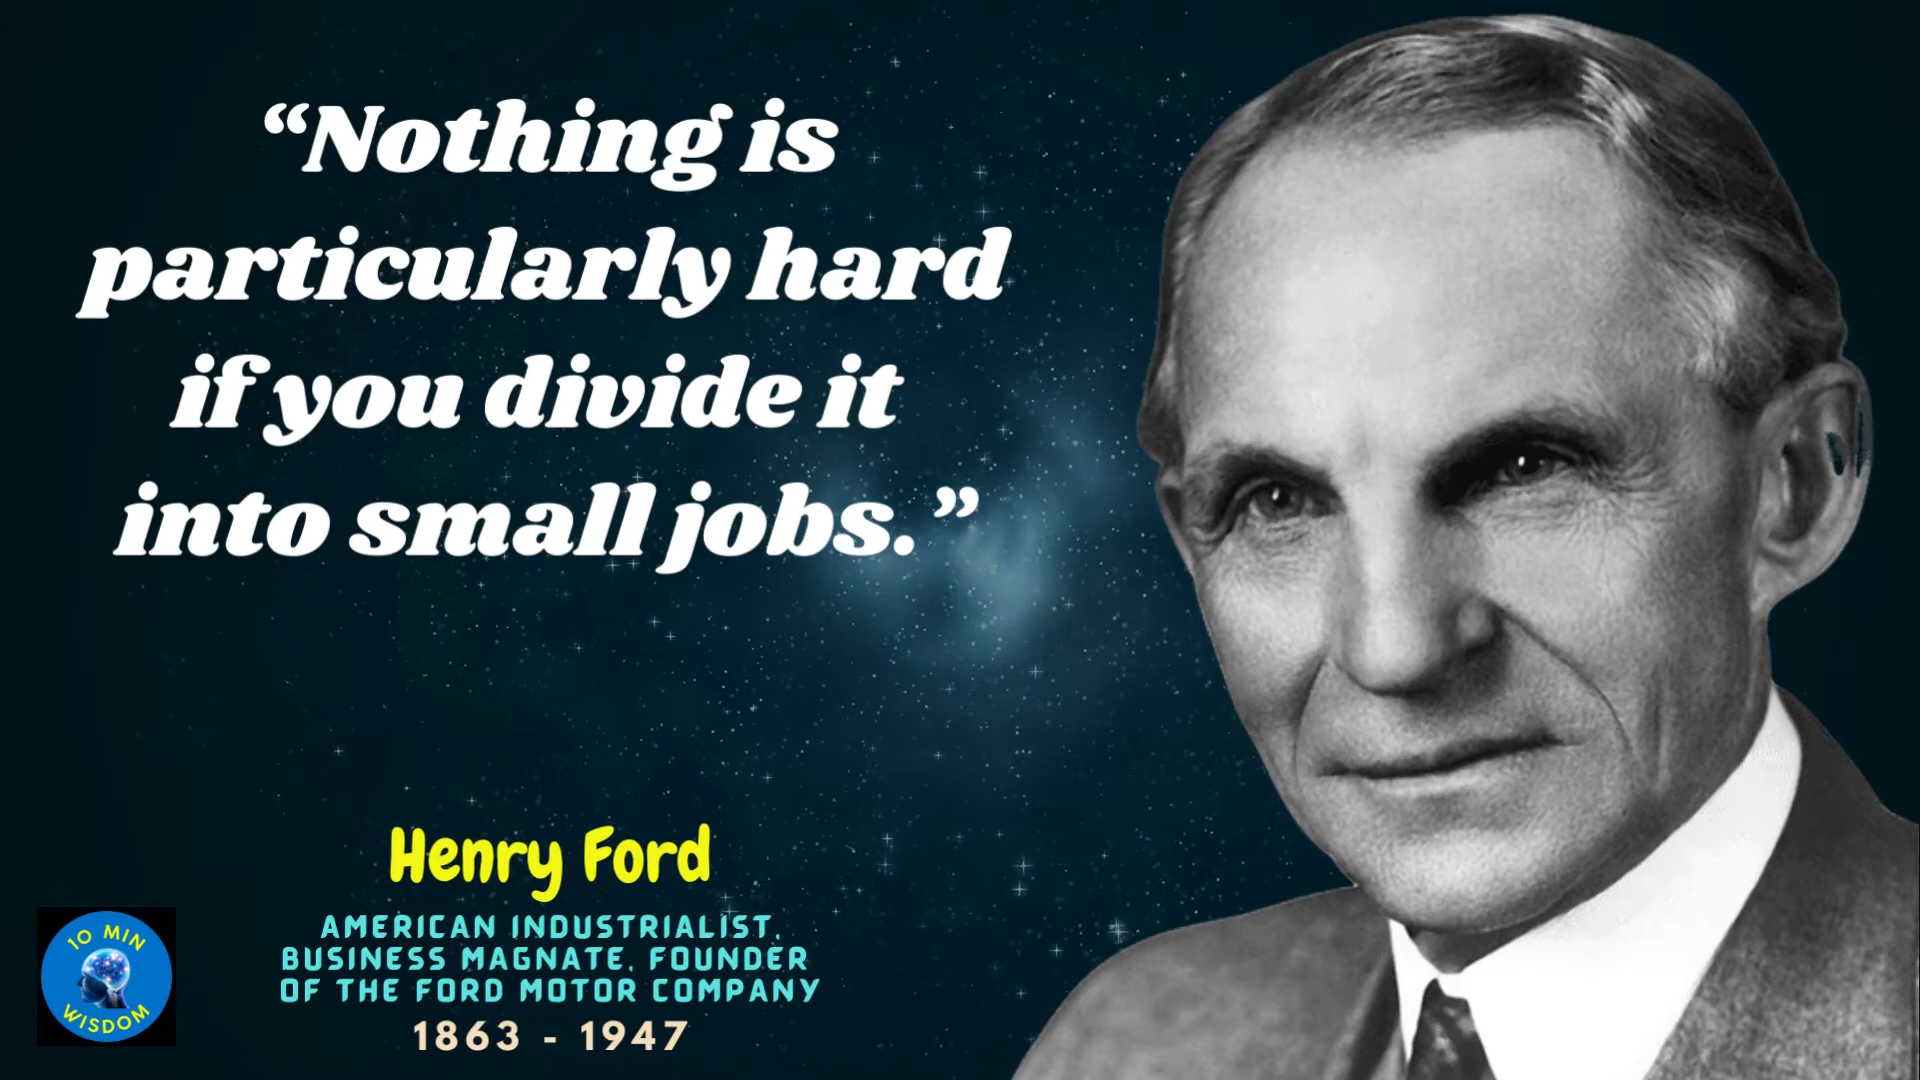 “Nothing is
particularly hard
if you divide it
into small jobs.”
Henry Ford
AMERICAN INDUSTRIALIST,
BUSINESS MAGNATE, FOUNDER
OF THE FORD MOTOR COMPANY
1863 - 1947
10 MIN
WISDOM